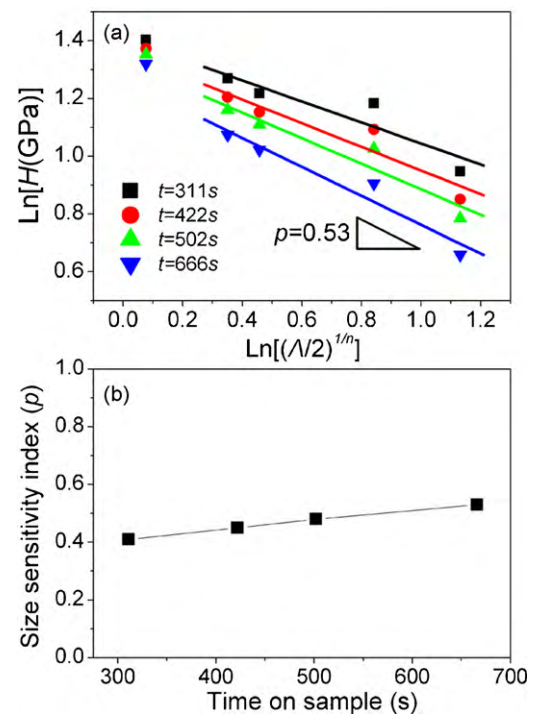 (a)
Ln[H(GPa)]
1.4
1.2
1.0
0.8
0.6
t=311s
t=422s
t=502s
t=666s
p=0.53
0.0 0.2 0.4 0.6 0.8 1.0 1.2
Ln[(Λ/2)^{1/n}]
(b)
Size sensitivity index (p)
1.0
0.8
0.6
0.4
0.2
0.0
300 400 500 600 700
Time on sample (s)